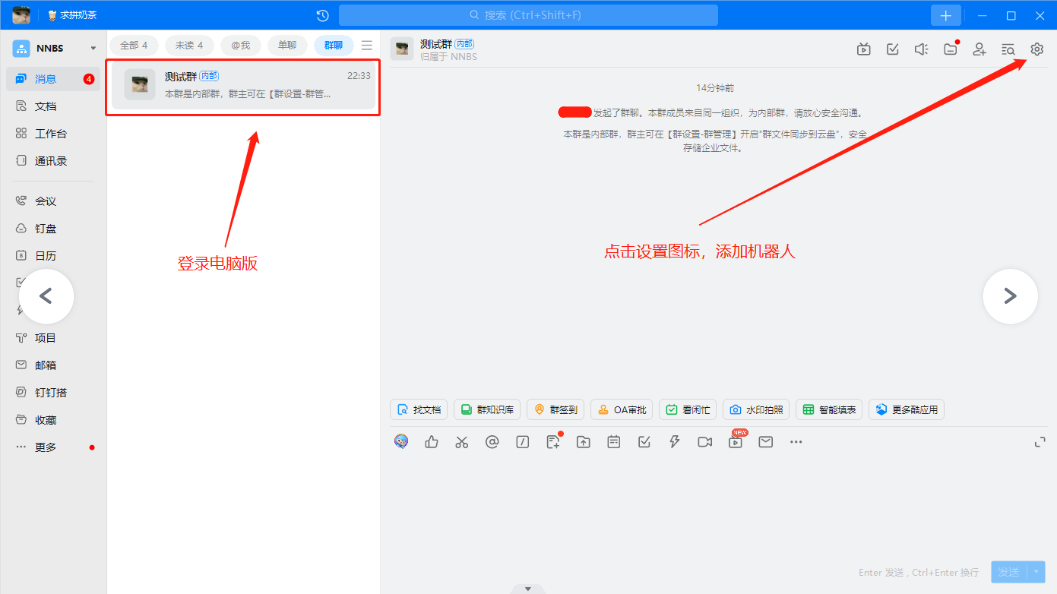 求拼奶茶
搜索 (Ctrl+Shift+F)
NNBS
消息 4
文档
工作台
通讯录
会议
钉盘
日历
项目
邮箱
钉钉搭
收藏
更多
全部 4 未读 4 @我 单聊 群聊
测试群 内部 22:33
本群是内部群，群主可在【群设置-群管...
登录电脑版
测试群 内部
归属于 NNBS
14分钟前
发起了群聊。本群成员来自同一组织，为内部群，请放心安全沟通。
本群是内部群，群主可在【群设置-群管理】开启"群文件同步到云盘"，安全
存储企业文件。
点击设置图标，添加机器人
找文档 群知识库 群签到 OA审批 看闲忙 水印拍照 智能填表 更多酷应用
NEW
Enter 发送 , Ctrl+Enter 换行 发送